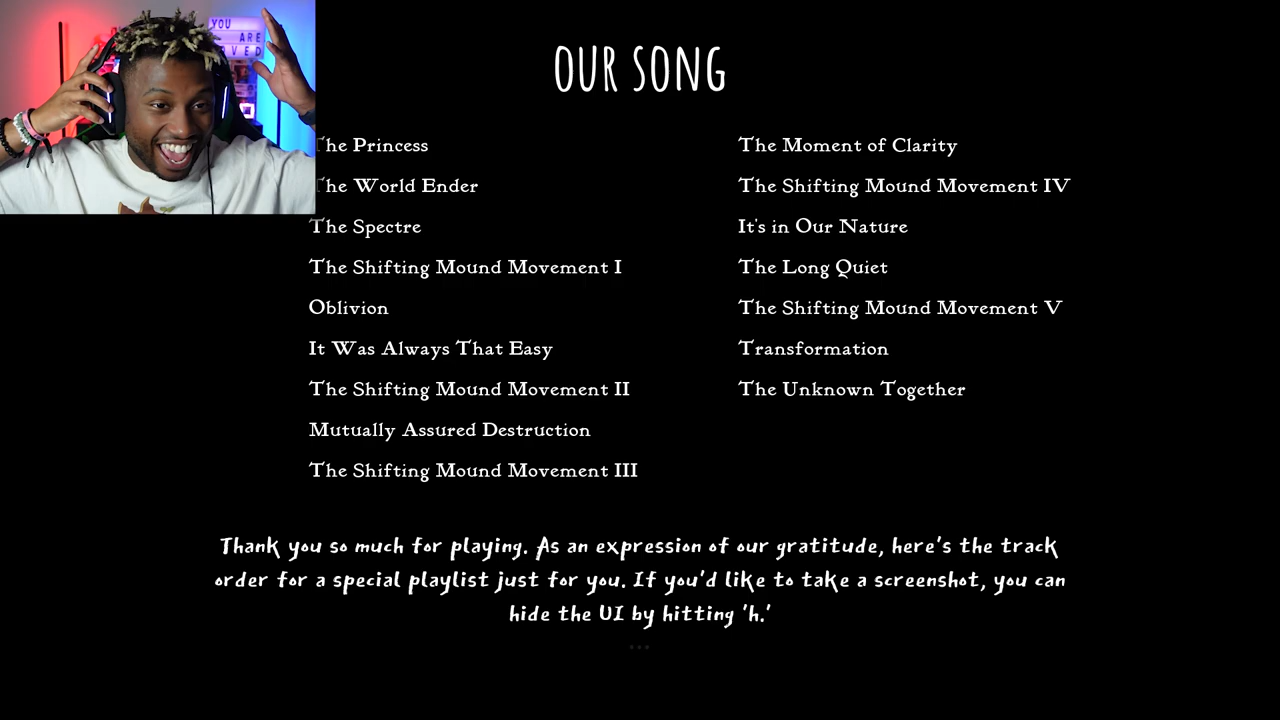 YOU
ARE
OUR SONG
The Princess
The World Ender
The Spectre
The Shifting Mound Movement I
Oblivion
It Was Always That Easy
The Shifting Mound Movement II
Mutually Assured Destruction
The Shifting Mound Movement III
The Moment of Clarity
The Shifting Mound Movement IV
It's in Our Nature
The Long Quiet
The Shifting Mound Movement V
Transformation
The Unknown Together
Thank you so much for playing. As an expression of our gratitude, here's the track
order for a special playlist just for you. If you'd like to take a screenshot, you can
hide the UI by hitting 'h.'
...